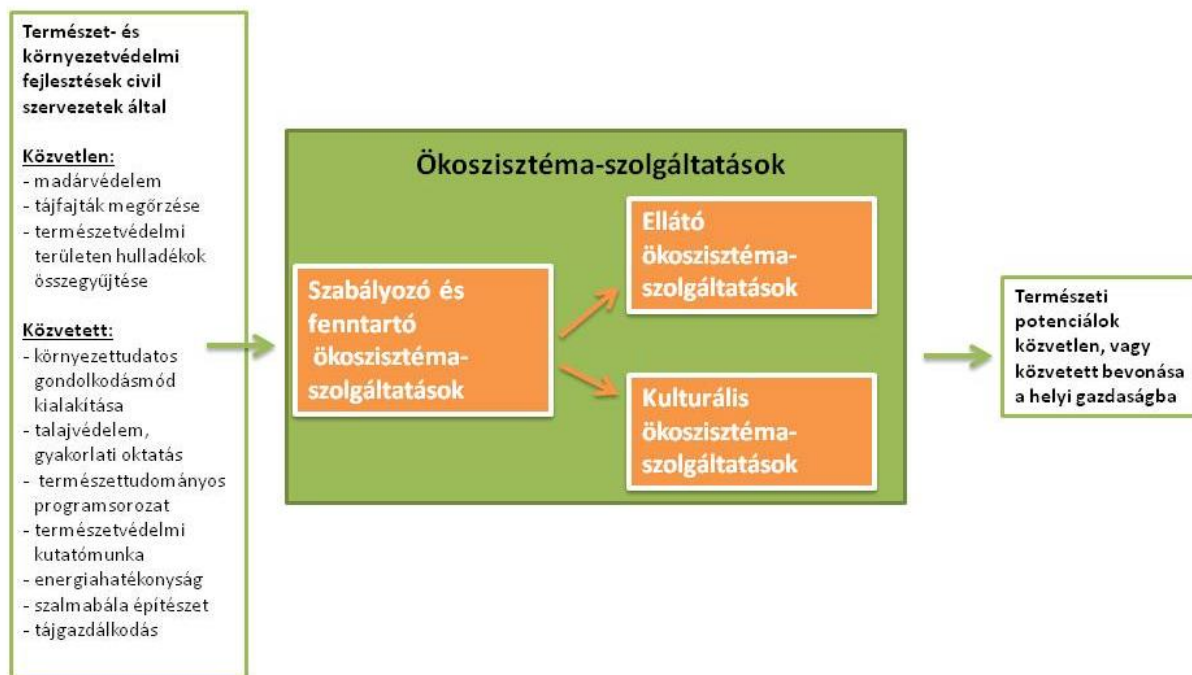 Természet- és
környezetvédelmi
fejlesztések civil
szervezetek által
Közvetlen:
- madárvédelem
- tájfajták megőrzése
- természetvédelmi
területen hulladékok
összegyűjtése
Közvetett:
- környezettudatos
gondolkodásmód
kialakítása
- talajvédelem,
gyakorlati oktatás
- természettudományos
programsorozat
- természetvédelmi
kutatómunka
- energiahatékonyság
- szalmabála építészet
- tájgazdálkodás
Ökoszisztéma-szolgáltatások
Szabályozó és
fenntartó
ökoszisztéma-
szolgáltatások
Ellátó
ökoszisztéma-
szolgáltatások
Kulturális
ökoszisztéma-
szolgáltatások
Természeti
potenciálok
közvetlen, vagy
közvetett bevonása
a helyi gazdaságba